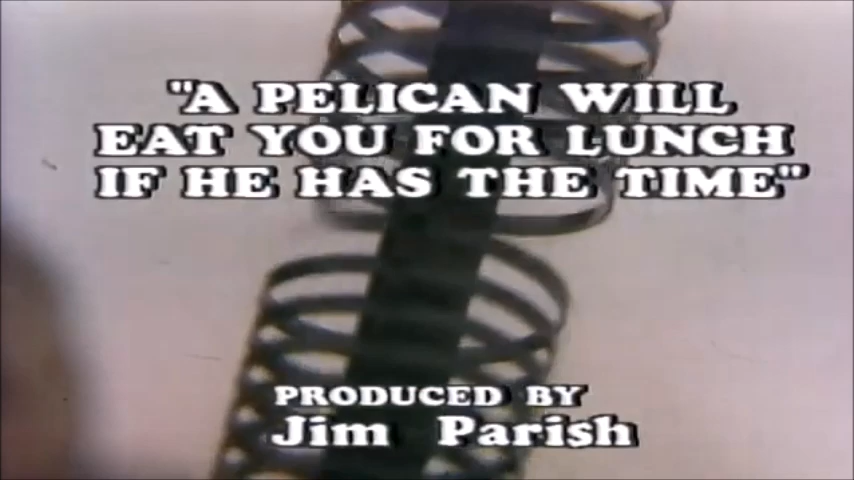 "A PELICAN WILL
EAT YOU FOR LUNCH
IF HE HAS THE TIME"
PRODUCED BY
Jim Parish